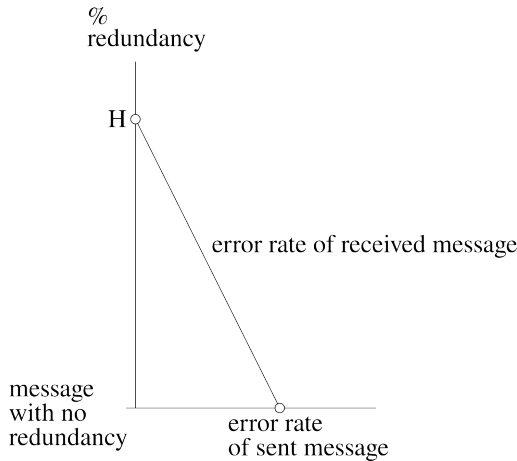 %
redundancy
H
error rate of received message
message
with no
redundancy
error rate
of sent message